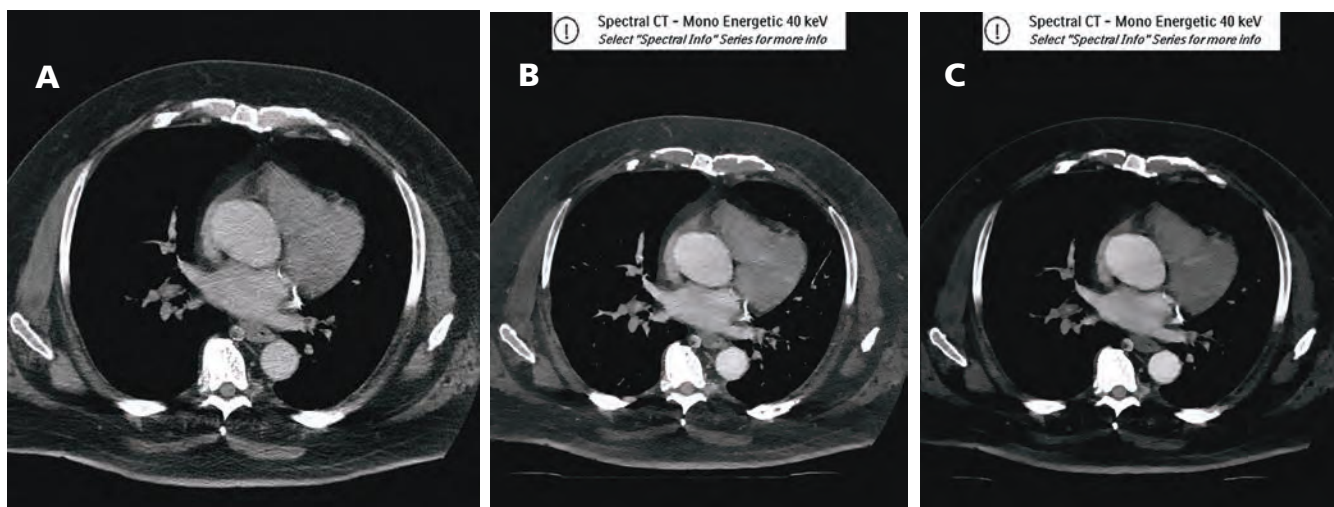 A
B
Spectral CT - Mono Energetic 40 keV
Select "Spectral Info" Series for more info
C
Spectral CT - Mono Energetic 40 keV
Select "Spectral Info" Series for more info